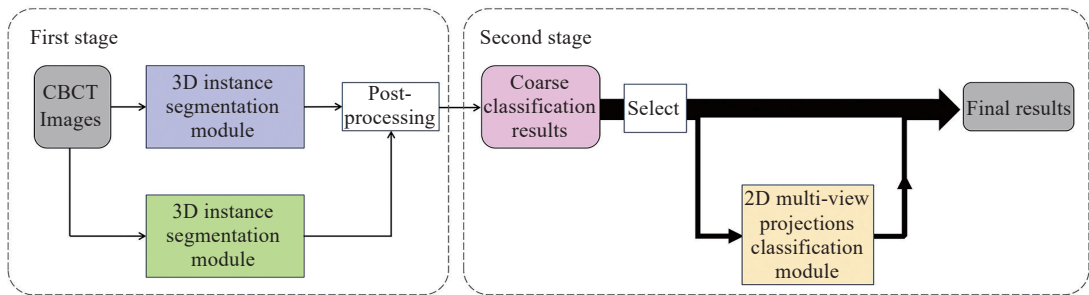 First stage
CBCT
Images
3D instance
segmentation
module
Post-
processing
3D instance
segmentation
module
Second stage
Coarse
classification
results
Select
Final results
2D multi-view
projections
classification
module